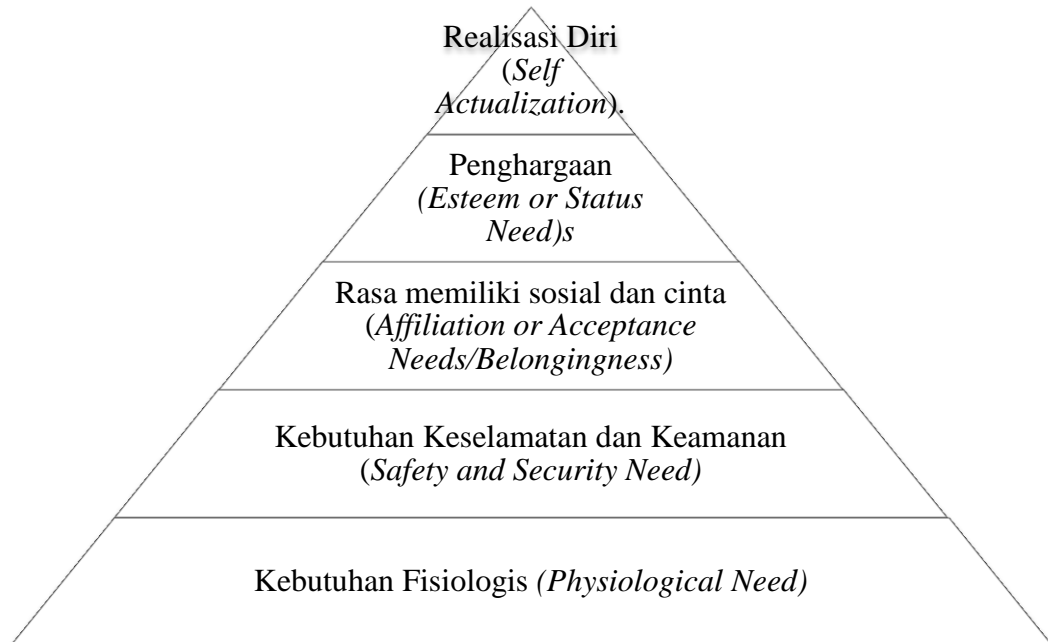 Realisasi Diri
(Self
Actualization).
Penghargaan
(Esteem or Status
Need)s
Rasa memiliki sosial dan cinta
(Affiliation or Acceptance
Needs/Belongingness)
Kebutuhan Keselamatan dan Keamanan
(Safety and Security Need)
Kebutuhan Fisiologis (Physiological Need)